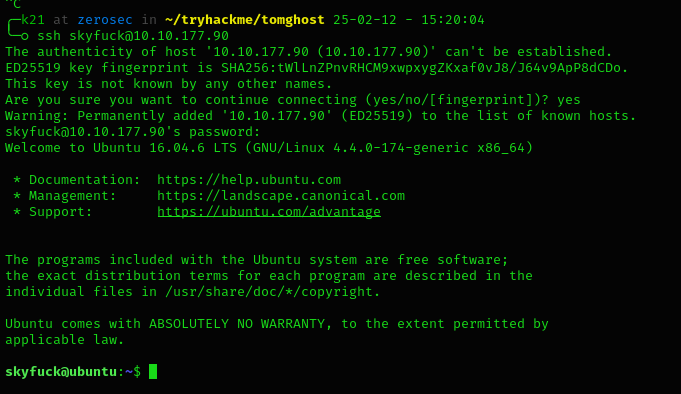 ^C
╭─k21 at zerosec in ~/tryhackme/tomghost 25-02-12 - 15:20:04
╰─○ ssh skyfuck@10.10.177.90
The authenticity of host '10.10.177.90 (10.10.177.90)' can't be established.
ED25519 key fingerprint is SHA256:tWlLnZPnvRHCM9xwpxygZKxaf0vJ8/J64v9ApP8dCDo.
This key is not known by any other names.
Are you sure you want to continue connecting (yes/no/[fingerprint])? yes
Warning: Permanently added '10.10.177.90' (ED25519) to the list of known hosts.
skyfuck@10.10.177.90's password:
Welcome to Ubuntu 16.04.6 LTS (GNU/Linux 4.4.0-174-generic x86_64)
* Documentation:  https://help.ubuntu.com
* Management:     https://landscape.canonical.com
* Support:        https://ubuntu.com/advantage
The programs included with the Ubuntu system are free software;
the exact distribution terms for each program are described in the
individual files in /usr/share/doc/*/copyright.
Ubuntu comes with ABSOLUTELY NO WARRANTY, to the extent permitted by
applicable law.
skyfuck@ubuntu:~$